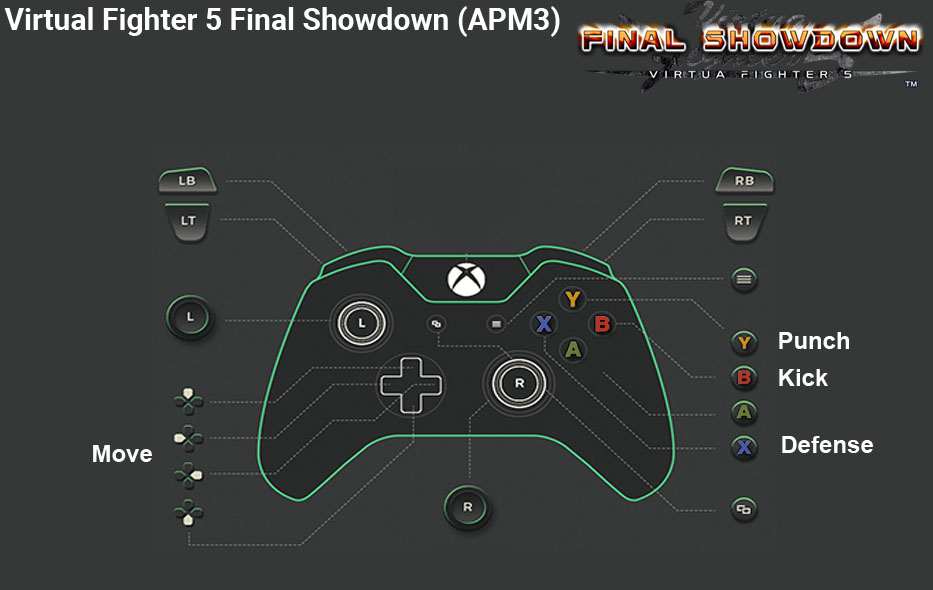 Virtual Fighter 5 Final Showdown (APM3)
FINAL SHOWDOWN
VIRTUA FIGHTER 5
TM
LB
RB
LT
RT
L
L
Y
X
B
A
R
Y Punch
B Kick
A
X Defense
Move
R